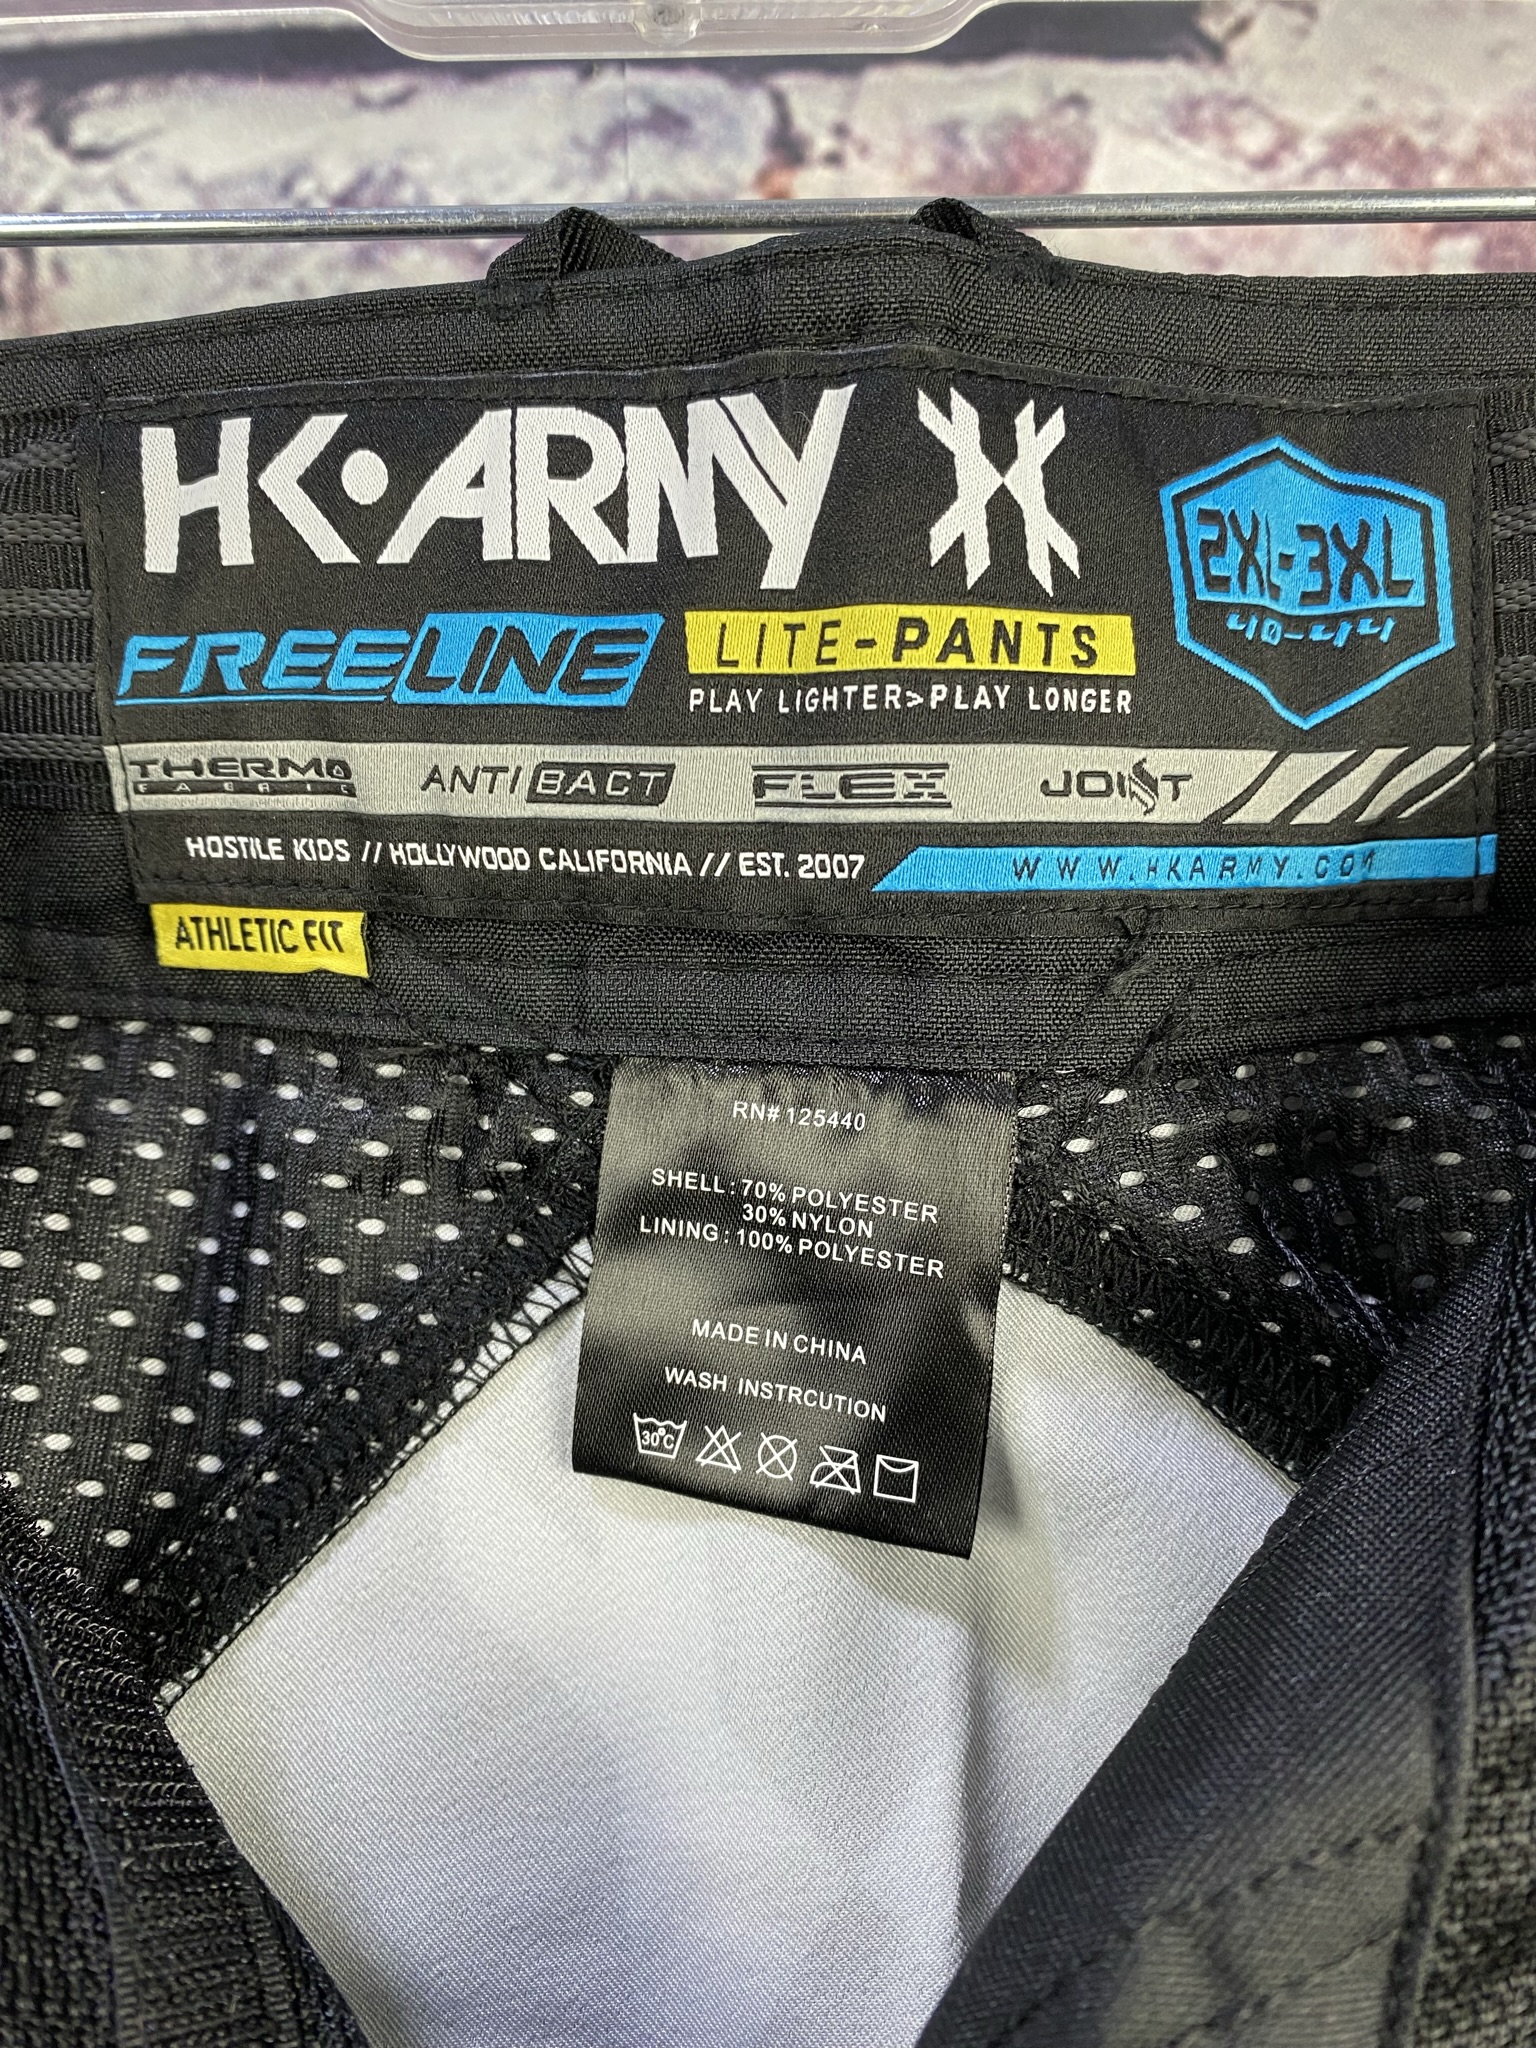 HK•ARMY
2XL-3XL
40-44
FREELINE LITE-PANTS
PLAY LIGHTER>PLAY LONGER
THERMO FABRIC ANTI BACT FLEX JOINT
HOSTILE KIDS // HOLLYWOOD CALIFORNIA // EST. 2007 WWW.HKARMY.COM
ATHLETIC FIT
RN# 125440
SHELL : 70% POLYESTER
30% NYLON
LINING : 100% POLYESTER
MADE IN CHINA
WASH INSTRCUTION
30°C